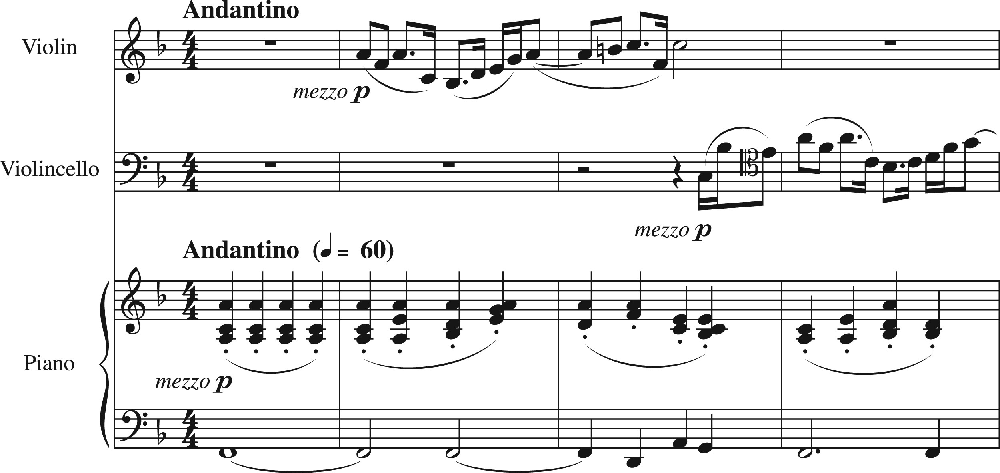 Andantino
Violin
mezzo p
Violincello
mezzo p
Andantino (♩ = 60)
Piano
mezzo p